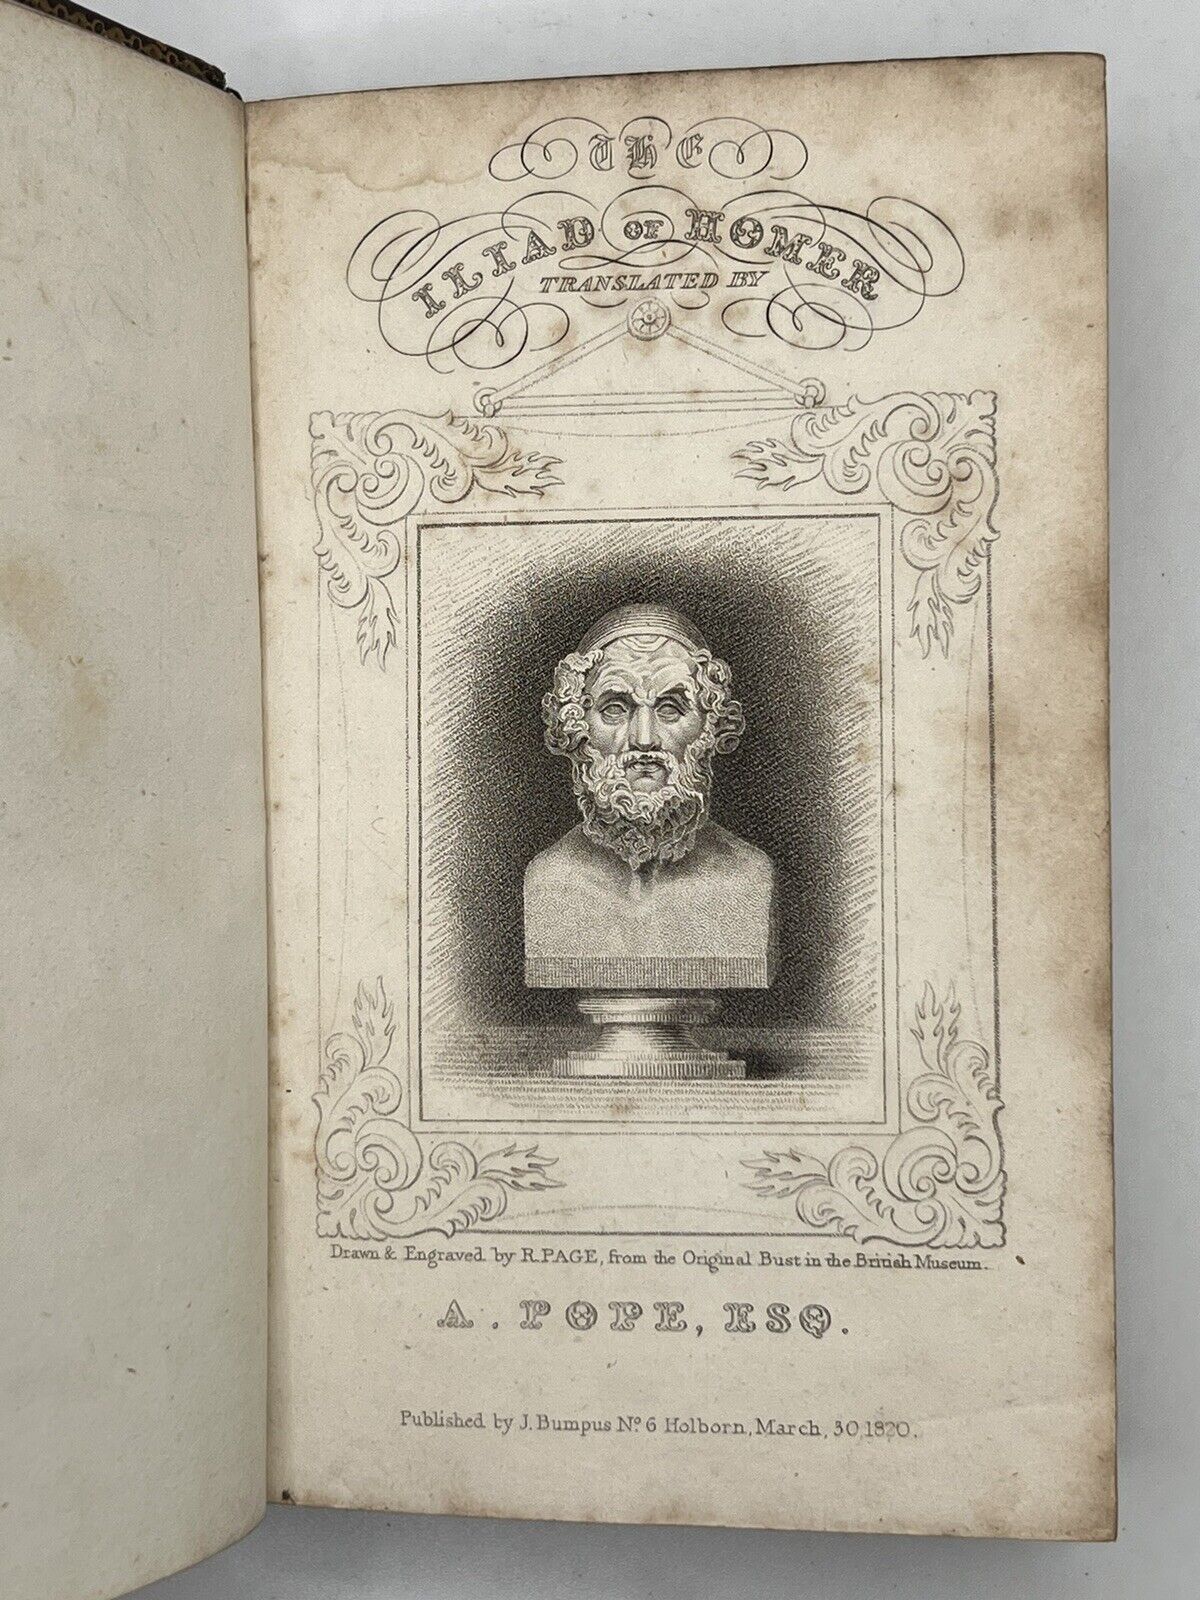 THE
ILIAD OF HOMER
TRANSLATED BY
Drawn & Engraved by R. PAGE, from the Original Bust in the British Museum.
A. POPE, ESQ.
Published by J. Bumpus No. 6 Holborn, March, 30, 1820.